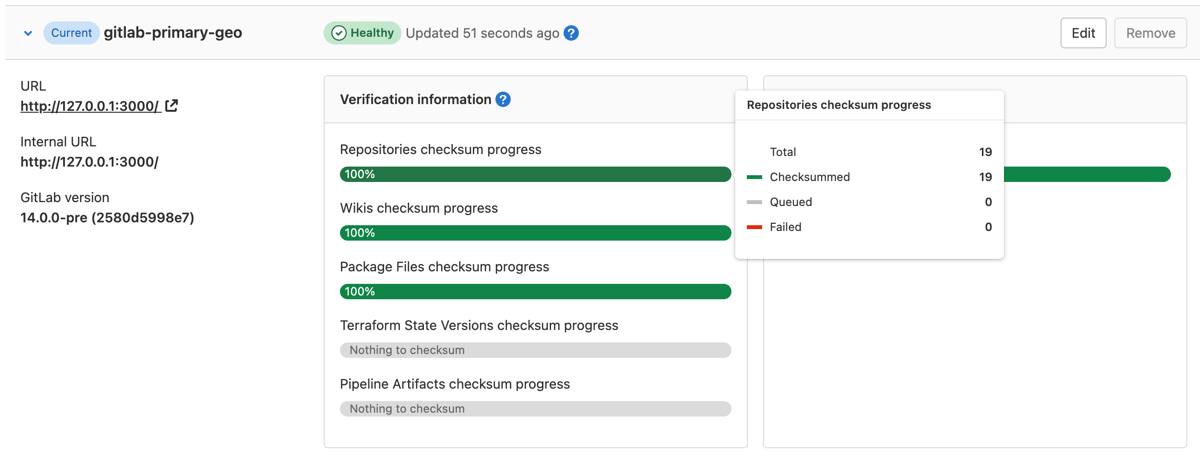 Current gitlab-primary-geo Healthy Updated 51 seconds ago ? Edit Remove
URL
http://127.0.0.1:3000/
Internal URL
http://127.0.0.1:3000/
GitLab version
14.0.0-pre (2580d5998e7)
Verification information ?
Repositories checksum progress
100%
Wikis checksum progress
100%
Package Files checksum progress
100%
Terraform State Versions checksum progress
Nothing to checksum
Pipeline Artifacts checksum progress
Nothing to checksum
Repositories checksum progress
Total 19
Checksummed 19
Queued 0
Failed 0